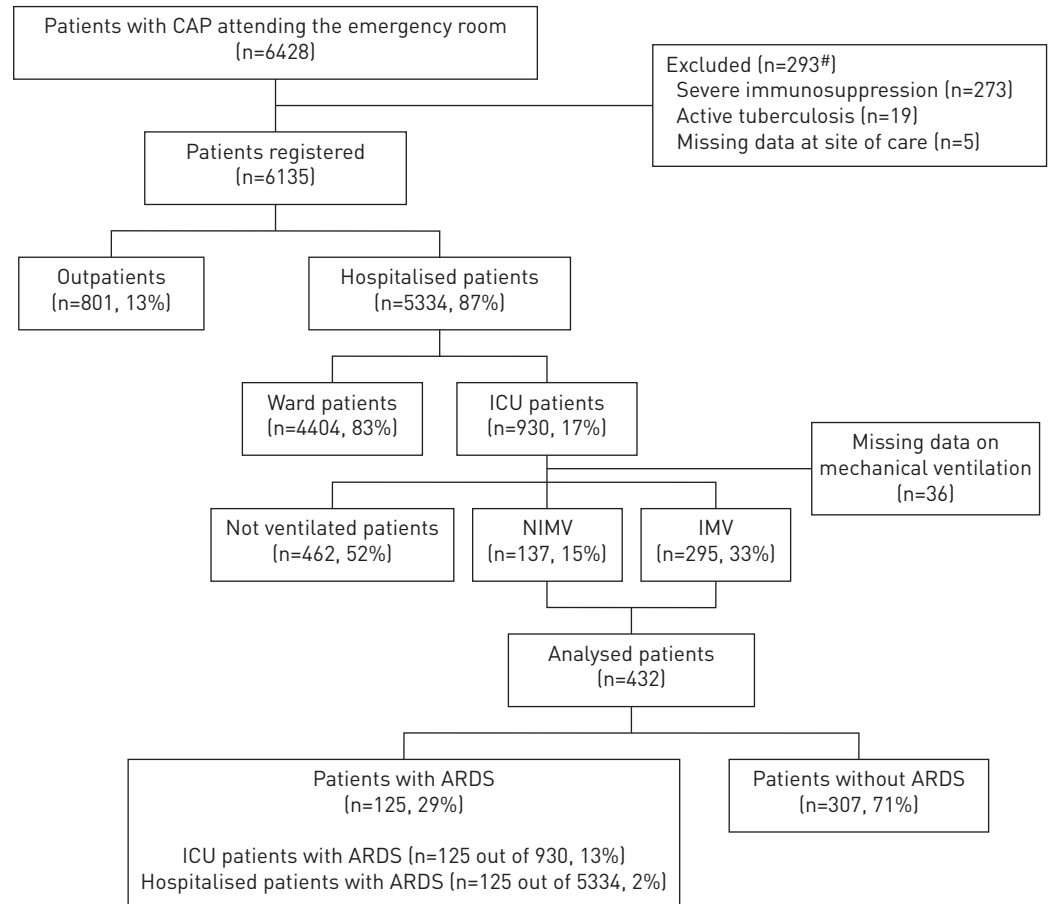 Patients with CAP attending the emergency room
(n=6428)
Excluded (n=293#)
Severe immunosuppression (n=273)
Active tuberculosis (n=19)
Missing data at site of care (n=5)
Patients registered
(n=6135)
Outpatients
(n=801, 13%)
Hospitalised patients
(n=5334, 87%)
Ward patients
(n=4404, 83%)
ICU patients
(n=930, 17%)
Missing data on
mechanical ventilation
(n=36)
Not ventilated patients
(n=462, 52%)
NIMV
(n=137, 15%)
IMV
(n=295, 33%)
Analysed patients
(n=432)
Patients with ARDS
(n=125, 29%)
ICU patients with ARDS (n=125 out of 930, 13%)
Hospitalised patients with ARDS (n=125 out of 5334, 2%)
Patients without ARDS
(n=307, 71%)